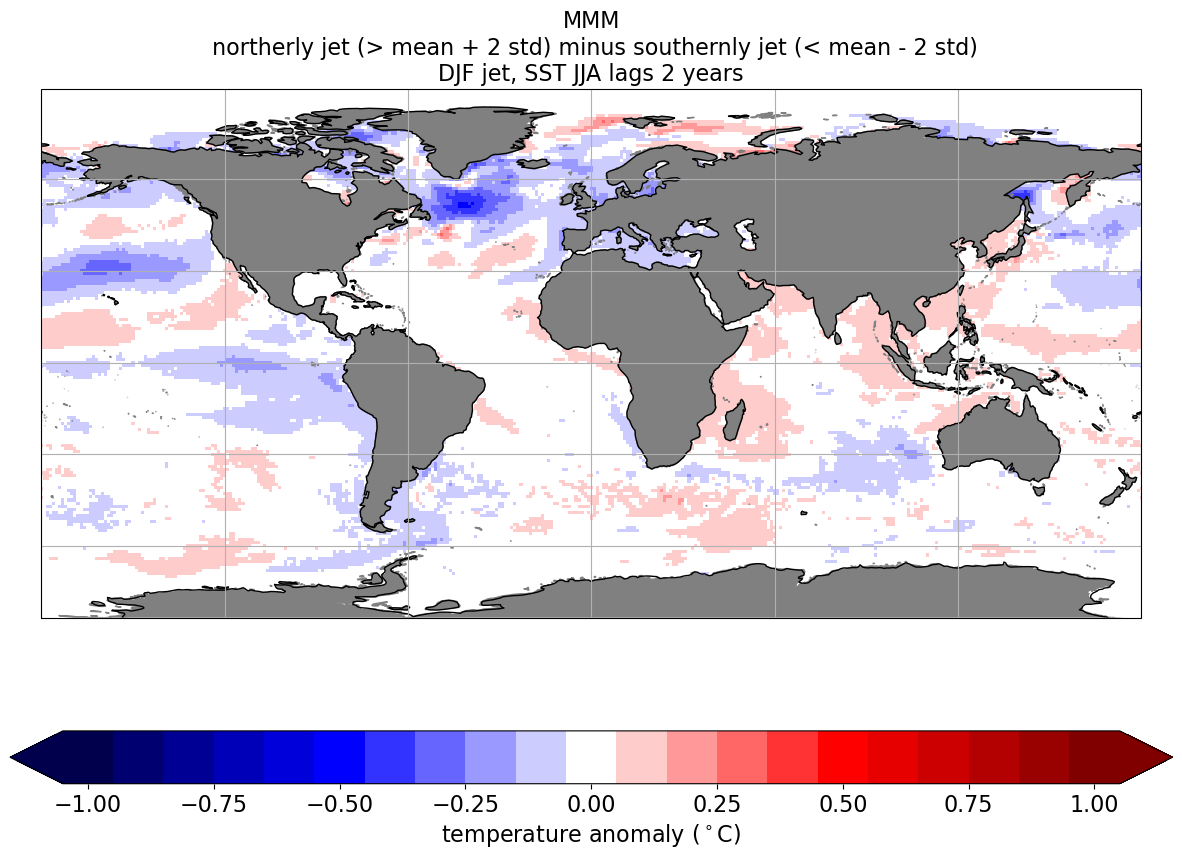 MMM
northerly jet (> mean + 2 std) minus southernly jet (< mean - 2 std)
DJF jet, SST JJA lags 2 years
−1.00 −0.75 −0.50 −0.25 0.00 0.25 0.50 0.75 1.00
temperature anomaly (°C)